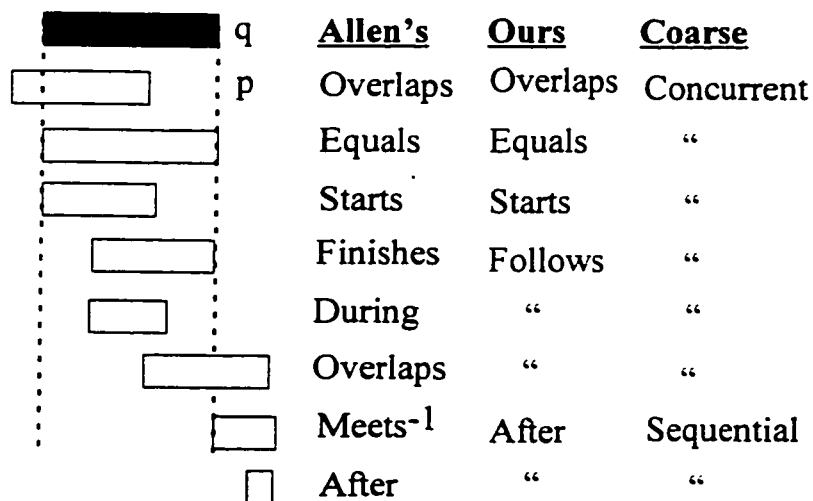 q Allen's Ours Coarse
p Overlaps Overlaps Concurrent
Equals Equals “
Starts Starts “
Finishes Follows “
During “ “
Overlaps “ “
Meets-1 After Sequential
After “ “